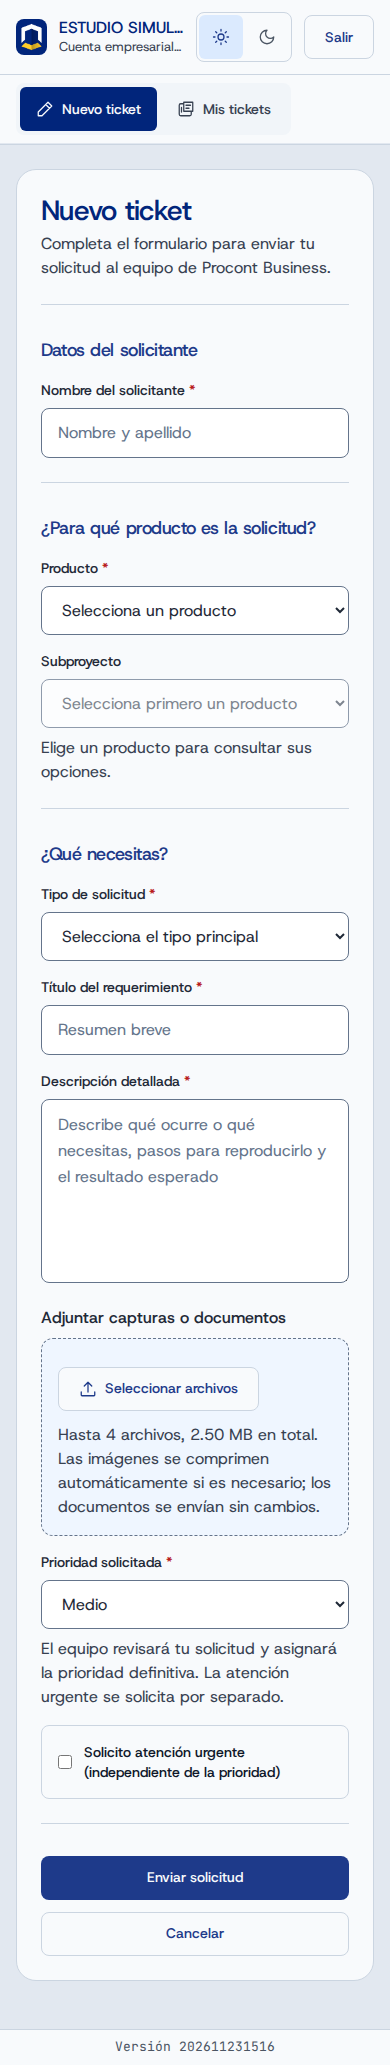 ESTUDIO SIMUL...
Cuenta empresarial...
Salir
Nuevo ticket
Mis tickets
Nuevo ticket
Completa el formulario para enviar tu
solicitud al equipo de Procont Business.
Datos del solicitante
Nombre del solicitante *
Nombre y apellido
¿Para qué producto es la solicitud?
Producto *
Selecciona un producto
Subproyecto
Selecciona primero un producto
Elige un producto para consultar sus
opciones.
¿Qué necesitas?
Tipo de solicitud *
Selecciona el tipo principal
Título del requerimiento *
Resumen breve
Descripción detallada *
Describe qué ocurre o qué
necesitas, pasos para reproducirlo y
el resultado esperado
Adjuntar capturas o documentos
Seleccionar archivos
Hasta 4 archivos, 2.50 MB en total.
Las imágenes se comprimen
automáticamente si es necesario; los
documentos se envían sin cambios.
Prioridad solicitada *
Medio
El equipo revisará tu solicitud y asignará
la prioridad definitiva. La atención
urgente se solicita por separado.
Solicito atención urgente
(independiente de la prioridad)
Enviar solicitud
Cancelar
Versión 202611231516